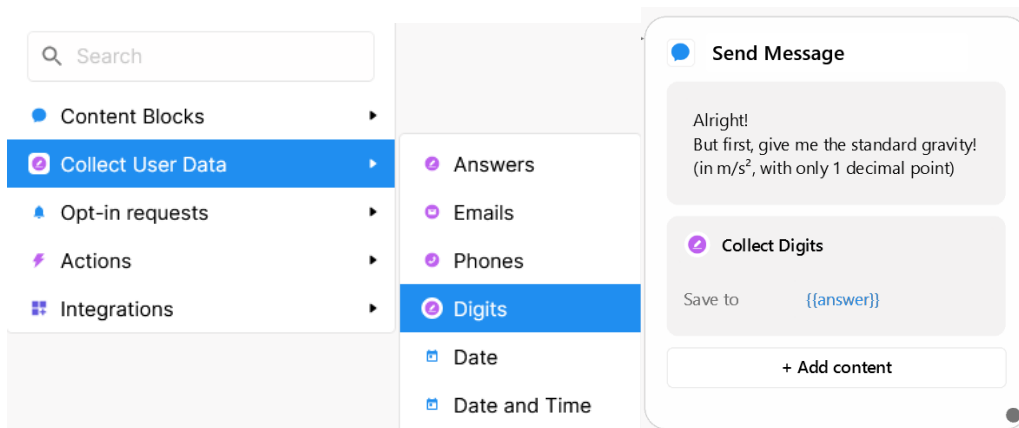 Search
Content Blocks
Collect User Data
Opt-in requests
Actions
Integrations
Answers
Emails
Phones
Digits
Date
Date and Time
Send Message
Alright!
But first, give me the standard gravity!
(in m/s², with only 1 decimal point)
Collect Digits
Save to {{answer}}
+ Add content